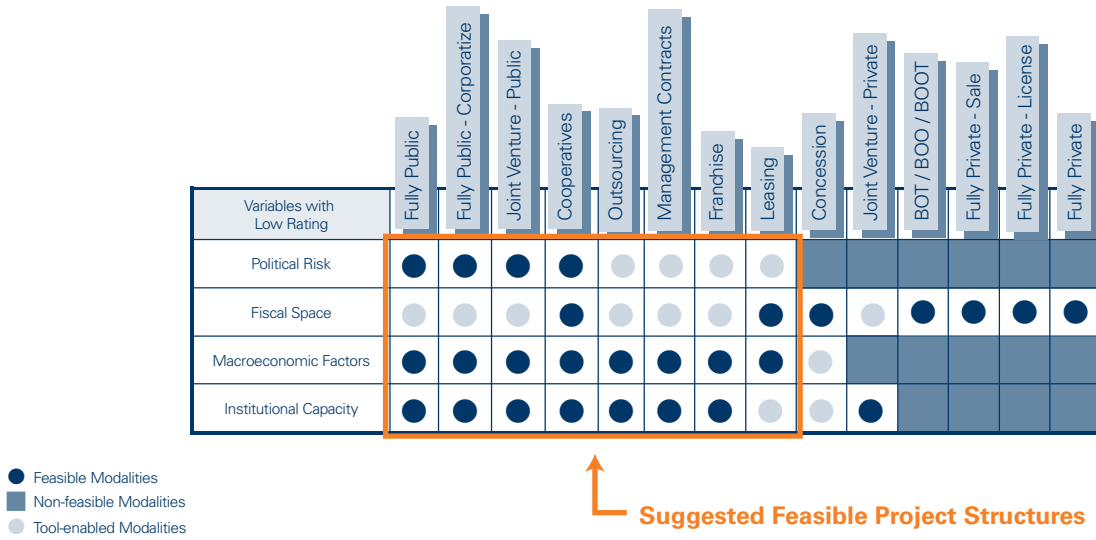 Fully Public
Fully Public - Corporatize
Joint Venture - Public
Cooperatives
Outsourcing
Management Contracts
Franchise
Leasing
Concession
Joint Venture - Private
BOT / BOO / BOOT
Fully Private - Sale
Fully Private - License
Fully Private
Variables with
Low Rating
Political Risk
Fiscal Space
Macroeconomic Factors
Institutional Capacity
Feasible Modalities
Non-feasible Modalities
Tool-enabled Modalities
Suggested Feasible Project Structures